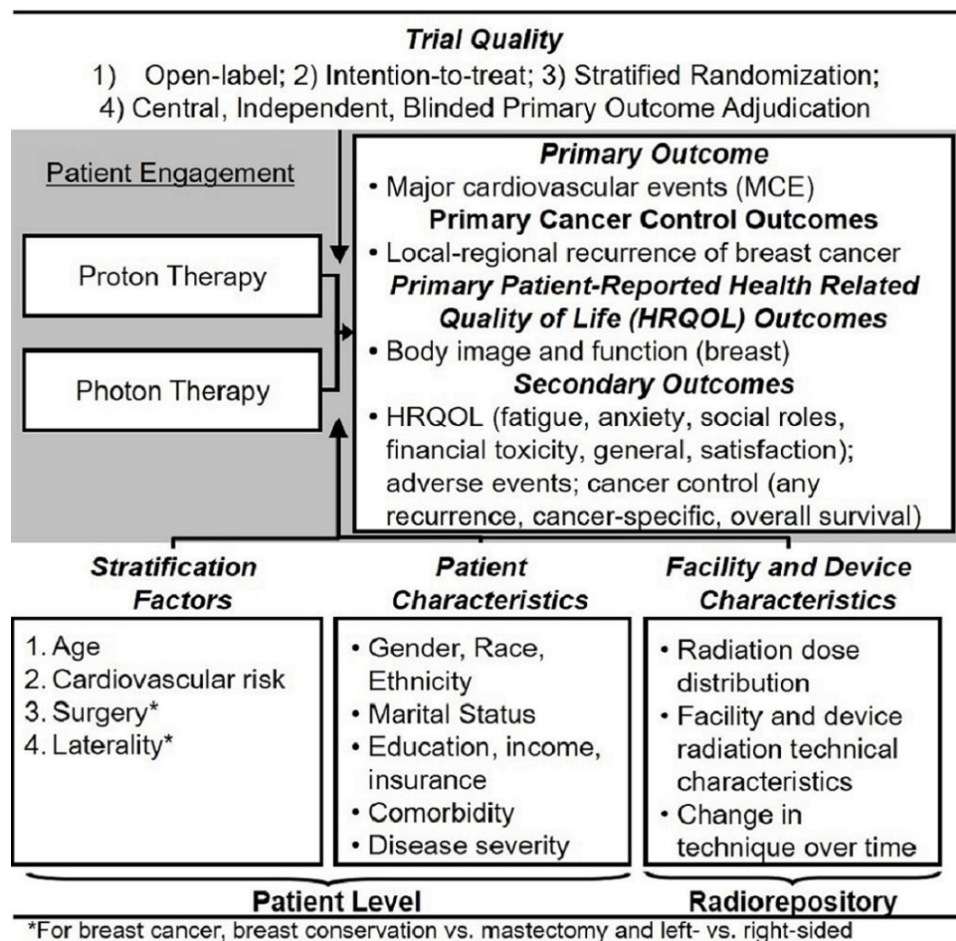 Trial Quality
1) Open-label; 2) Intention-to-treat; 3) Stratified Randomization;
4) Central, Independent, Blinded Primary Outcome Adjudication
Patient Engagement
Proton Therapy
Photon Therapy
Primary Outcome
• Major cardiovascular events (MCE)
Primary Cancer Control Outcomes
• Local-regional recurrence of breast cancer
Primary Patient-Reported Health Related
Quality of Life (HRQOL) Outcomes
• Body image and function (breast)
Secondary Outcomes
• HRQOL (fatigue, anxiety, social roles,
financial toxicity, general, satisfaction);
adverse events; cancer control (any
recurrence, cancer-specific, overall survival)
Stratification
Factors
1. Age
2. Cardiovascular risk
3. Surgery*
4. Laterality*
Patient
Characteristics
• Gender, Race,
Ethnicity
• Marital Status
• Education, income,
insurance
• Comorbidity
• Disease severity
Facility and Device
Characteristics
• Radiation dose
distribution
• Facility and device
radiation technical
characteristics
• Change in
technique over time
Patient Level
Radiorepository
*For breast cancer, breast conservation vs. mastectomy and left- vs. right-sided